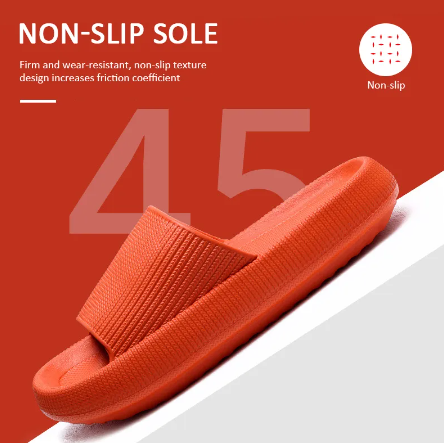 NON-SLIP SOLE
Firm and wear-resistant, non-slip texture
design increases friction coefficient
Non-slip
45